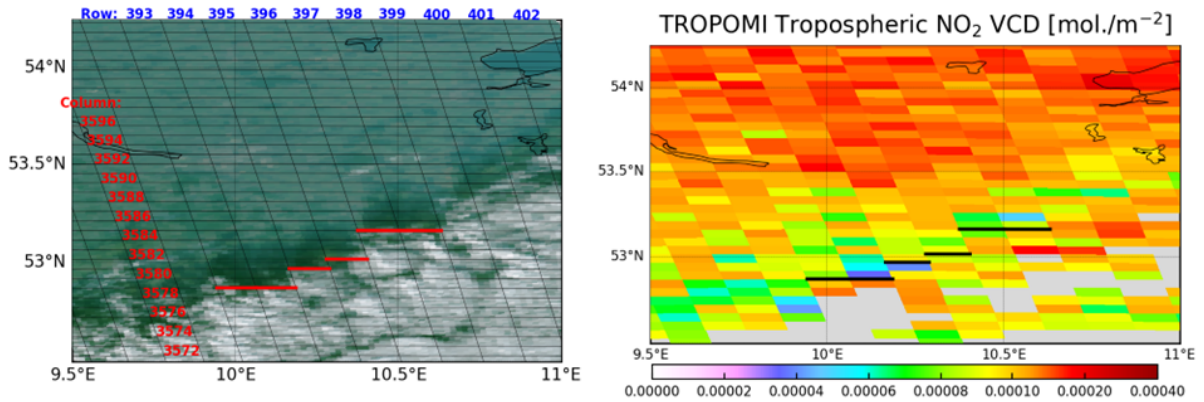 Row: 393 394 395 396 397 398 399 400 401 402
54°N
Column:
3596
3594
3592
53.5°N
3590
3588
3586
3584
3582
53°N
3580
3578
3576
3574
3572
9.5°E 10°E 10.5°E 11°E
TROPOMI Tropospheric NO₂ VCD [mol./m⁻²]
54°N
53.5°N
53°N
9.5°E 10°E 10.5°E 11°E
0.00000 0.00002 0.00004 0.00006 0.00008 0.00010 0.00020 0.00040